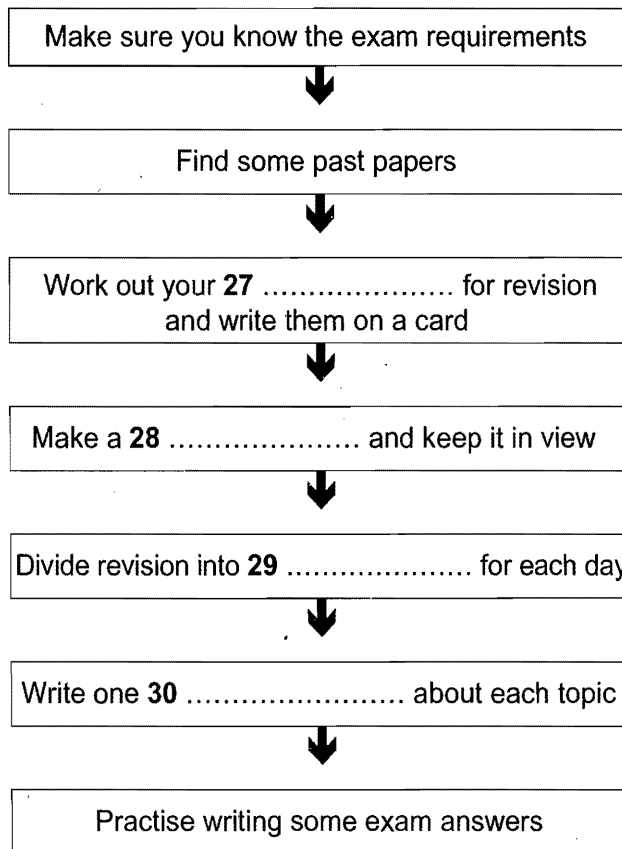 Make sure you know the exam requirements
Find some past papers
Work out your 27 ..................... for revision
and write them on a card
Make a 28 ...................... and keep it in view
Divide revision into 29 ...................... for each day
Write one 30 ......................... about each topic
Practise writing some exam answers